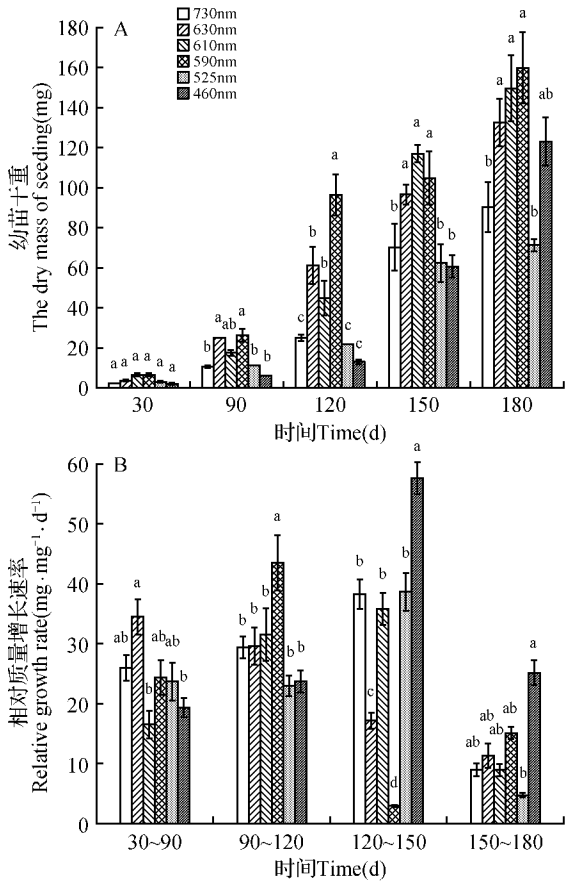 A
730nm
630nm
610nm
590nm
525nm
460nm
180
160
140
120
100
80
60
40
20
0
幼苗干重
The dry mass of seeding(mg)
a a a a a a
b a ab a b b
c b b a c c
b a a a b b
b a a a b ab
30 90 120 150 180
时间Time(d)
B
60
50
40
30
20
10
0
相对质量增长速率
Relative growth rate(mg·mg⁻¹·d⁻¹)
ab a b ab ab b
b b b a b b
b c b d b a
ab ab ab ab b a
30~90 90~120 120~150 150~180
时间Time(d)